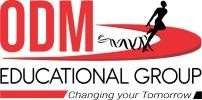 ODM
EDUCATIONAL GROUP
Changing your Tomorrow